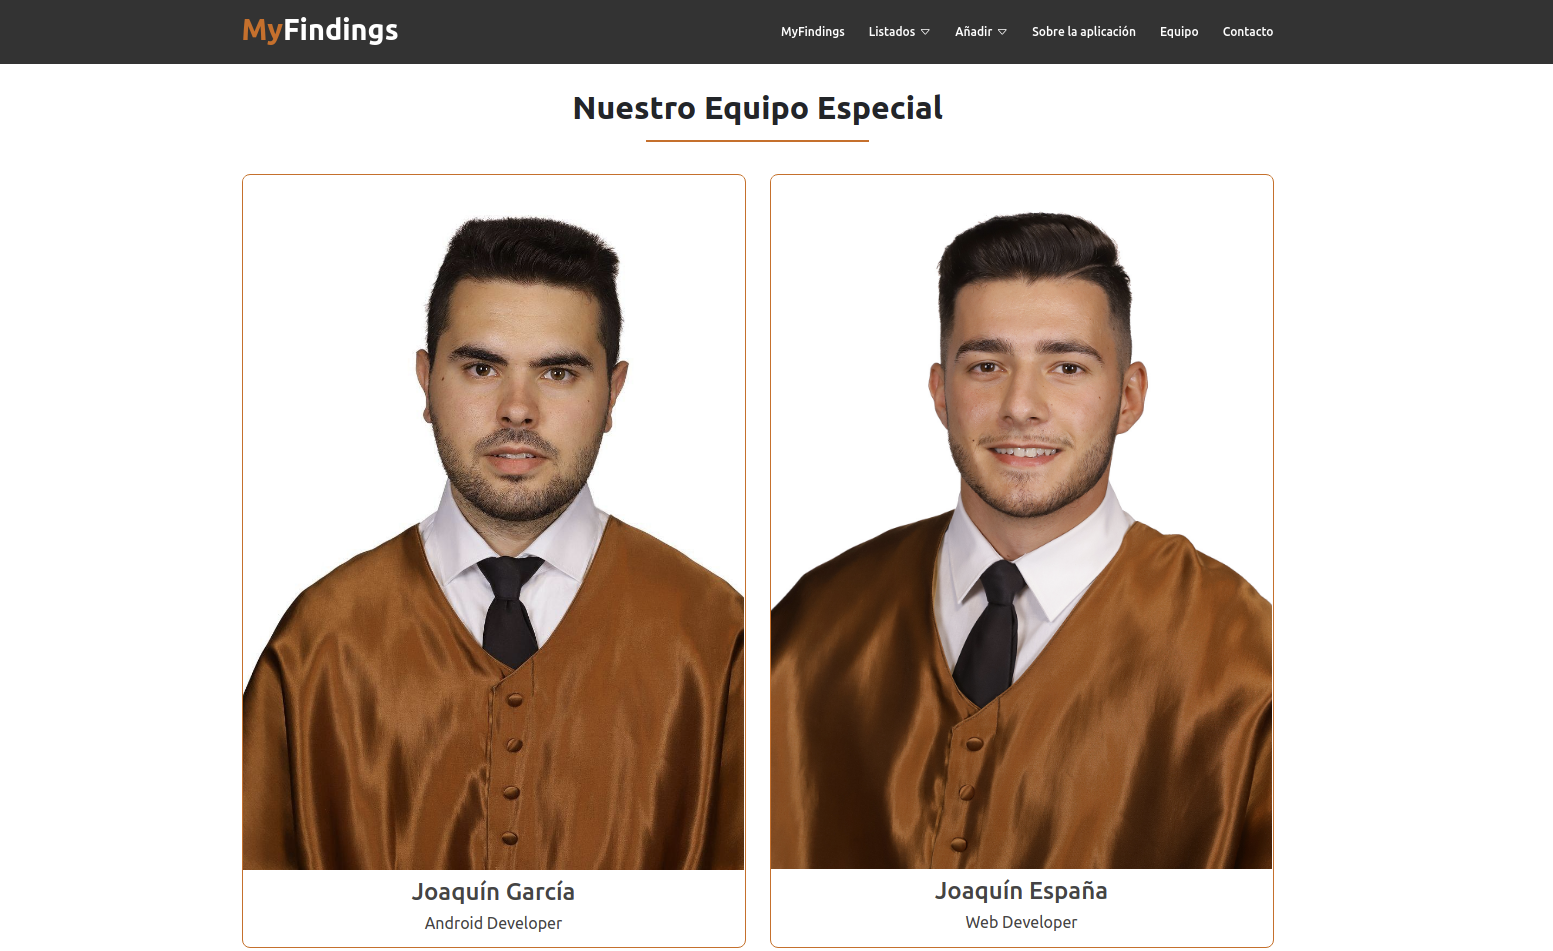 MyFindings
MyFindings Listados Añadir Sobre la aplicación Equipo Contacto
Nuestro Equipo Especial
Joaquín García
Android Developer
Joaquín España
Web Developer